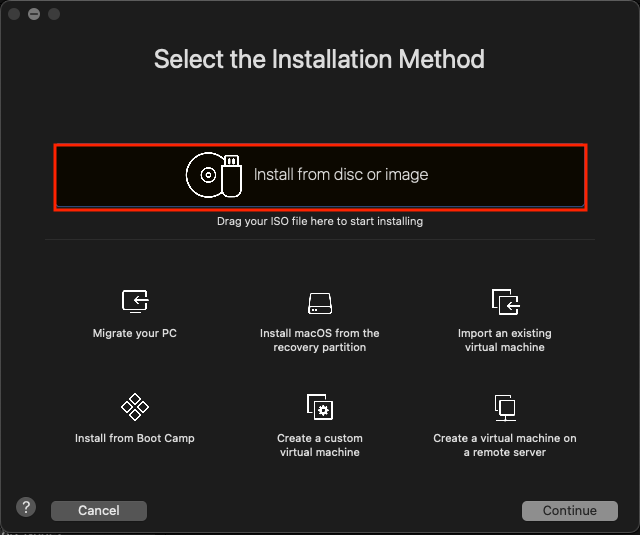 Select the Installation Method
Install from disc or image
Drag your ISO file here to start installing
Migrate your PC
Install macOS from the
recovery partition
Import an existing
virtual machine
Install from Boot Camp
Create a custom
virtual machine
Create a virtual machine on
a remote server
?
Cancel
Continue